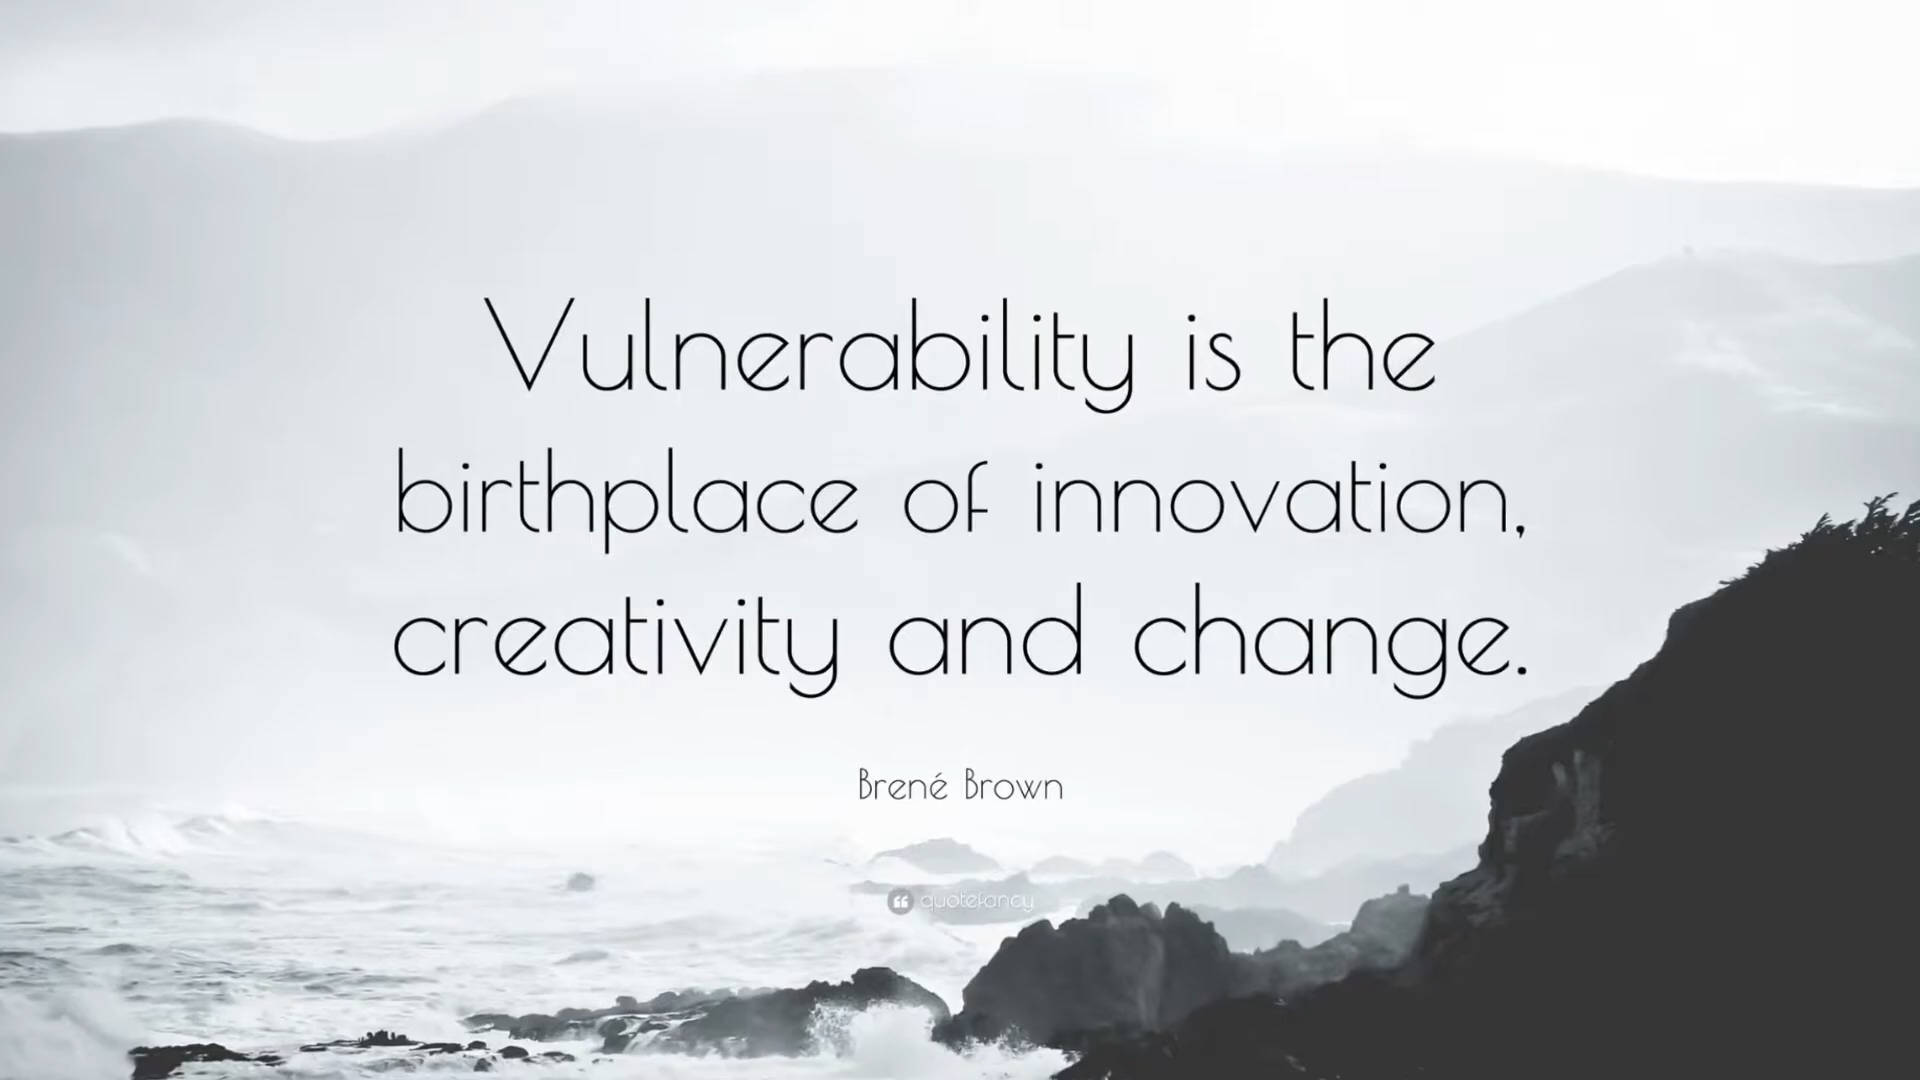 Vulnerability is the
birthplace of innovation,
creativity and change.
Brené Brown
quotefancy